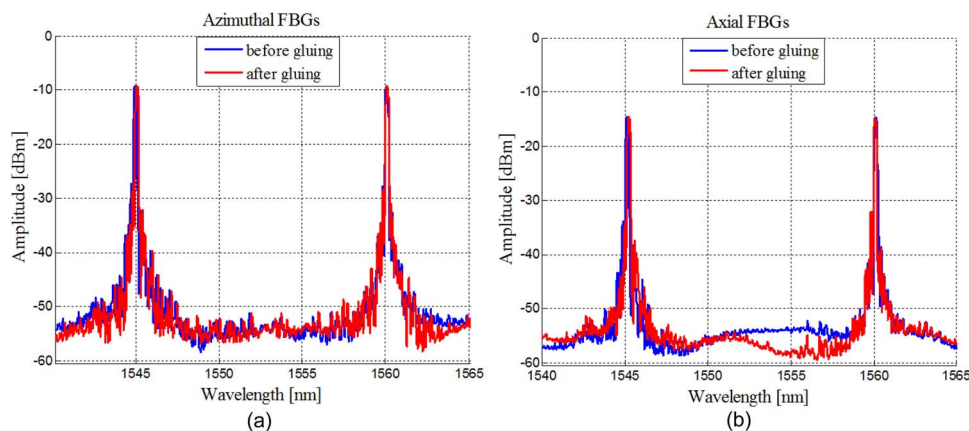 Azimuthal FBGs
0
before gluing
after gluing
-10
-20
-30
-40
-50
-60
Amplitude [dBm]
1545
1550
1555
1560
1565
Wavelength [nm]
(a)
Axial FBGs
0
before gluing
after gluing
-10
-20
-30
-40
-50
-60
Amplitude [dBm]
1540
1545
1550
1555
1560
1565
Wavelength [nm]
(b)